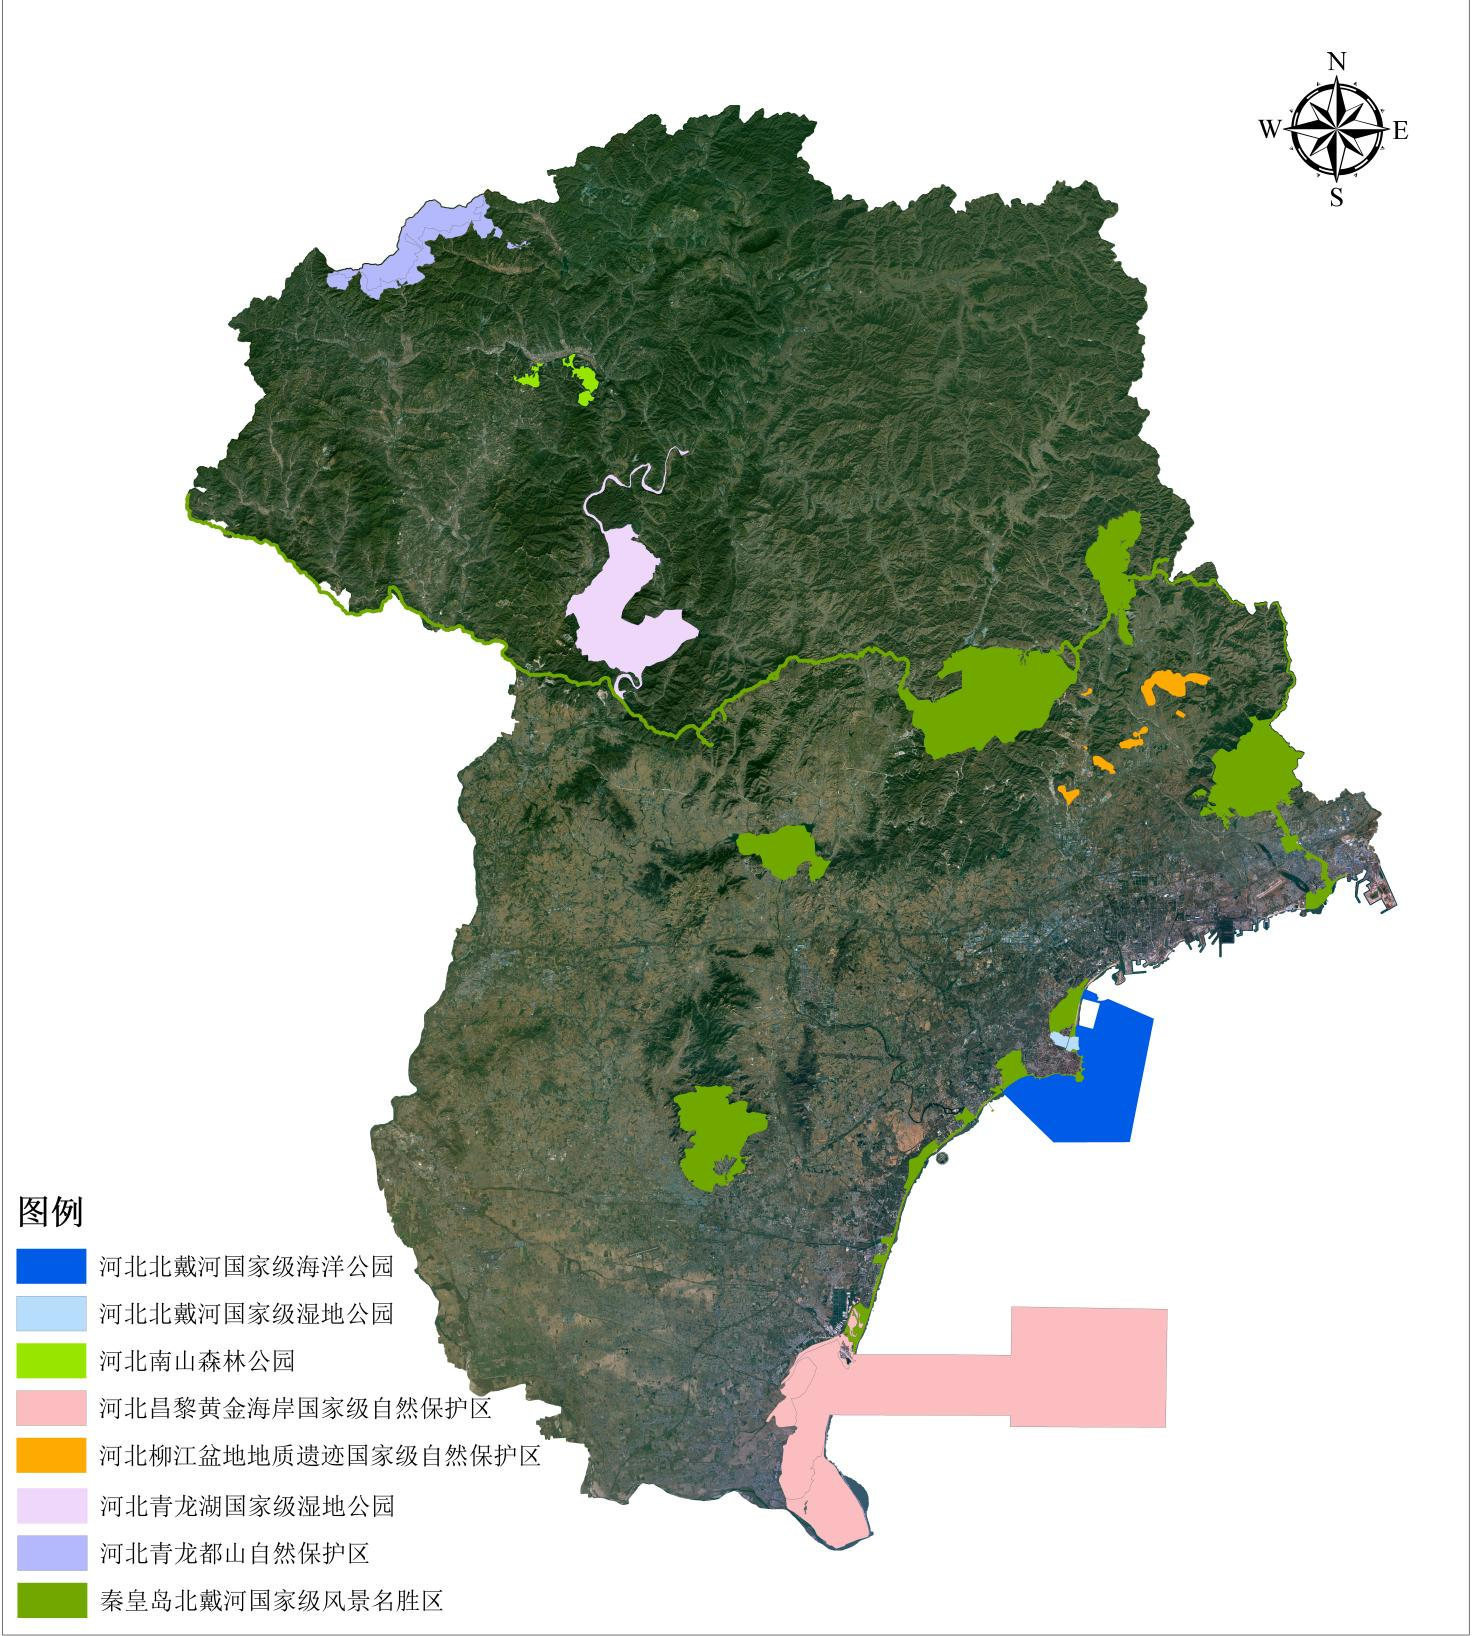 N
W
E
S
图例
河北北戴河国家级海洋公园
河北北戴河国家级湿地公园
河北南山森林公园
河北昌黎黄金海岸国家级自然保护区
河北柳江盆地地质遗迹国家级自然保护区
河北青龙湖国家级湿地公园
河北青龙都山自然保护区
秦皇岛北戴河国家级风景名胜区